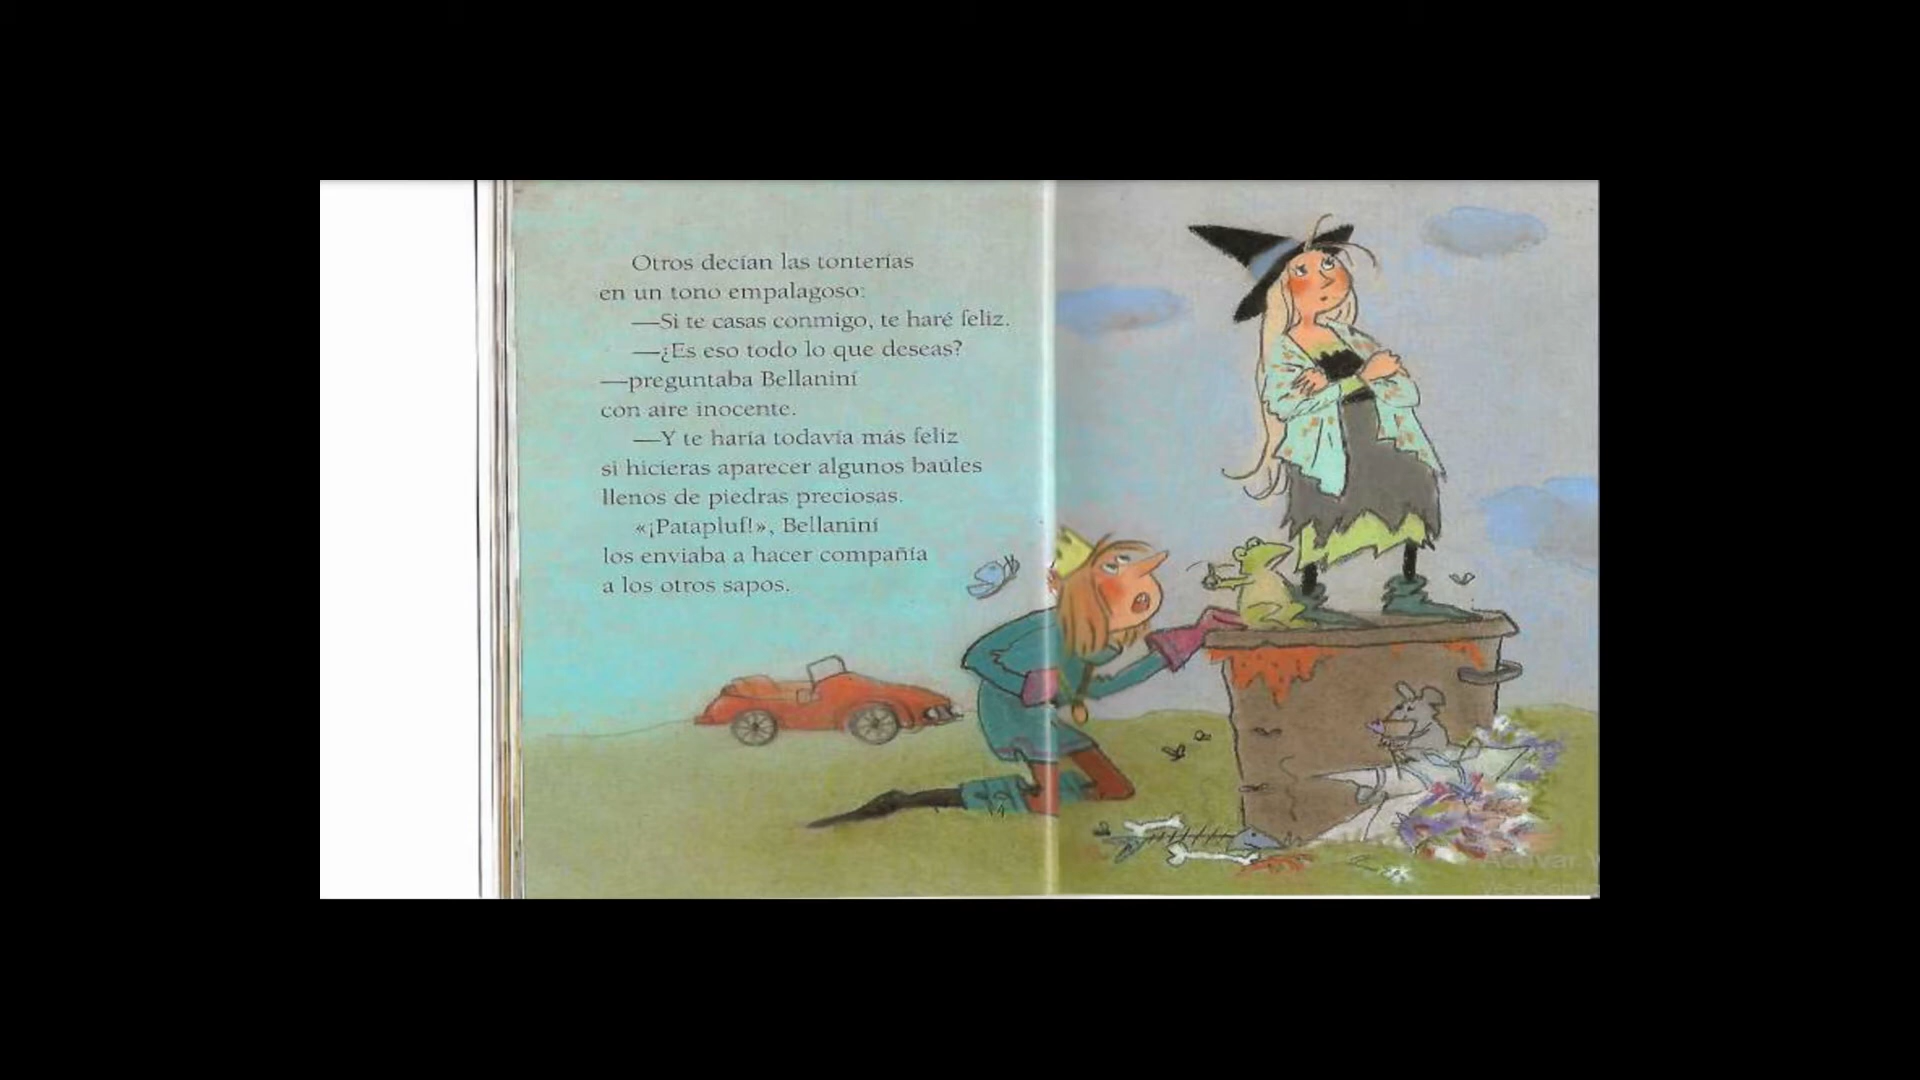 Otros decían las tonterías
en un tono empalagoso:
—Si te casas conmigo, te haré feliz.
—¿Es eso todo lo que deseas?
—preguntaba Bellaniní
con aire inocente.
—Y te haría todavía más feliz
si hicieras aparecer algunos baúles
llenos de piedras preciosas.
«¡Patapluf!», Bellaniní
los enviaba a hacer compañía
a los otros sapos.
Activar